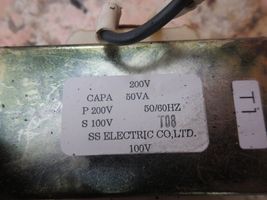 200V
CAPA 50VA
P 200V 50/60HZ
S 100V T08
SS ELECTRIC CO,LTD.
100V
T1